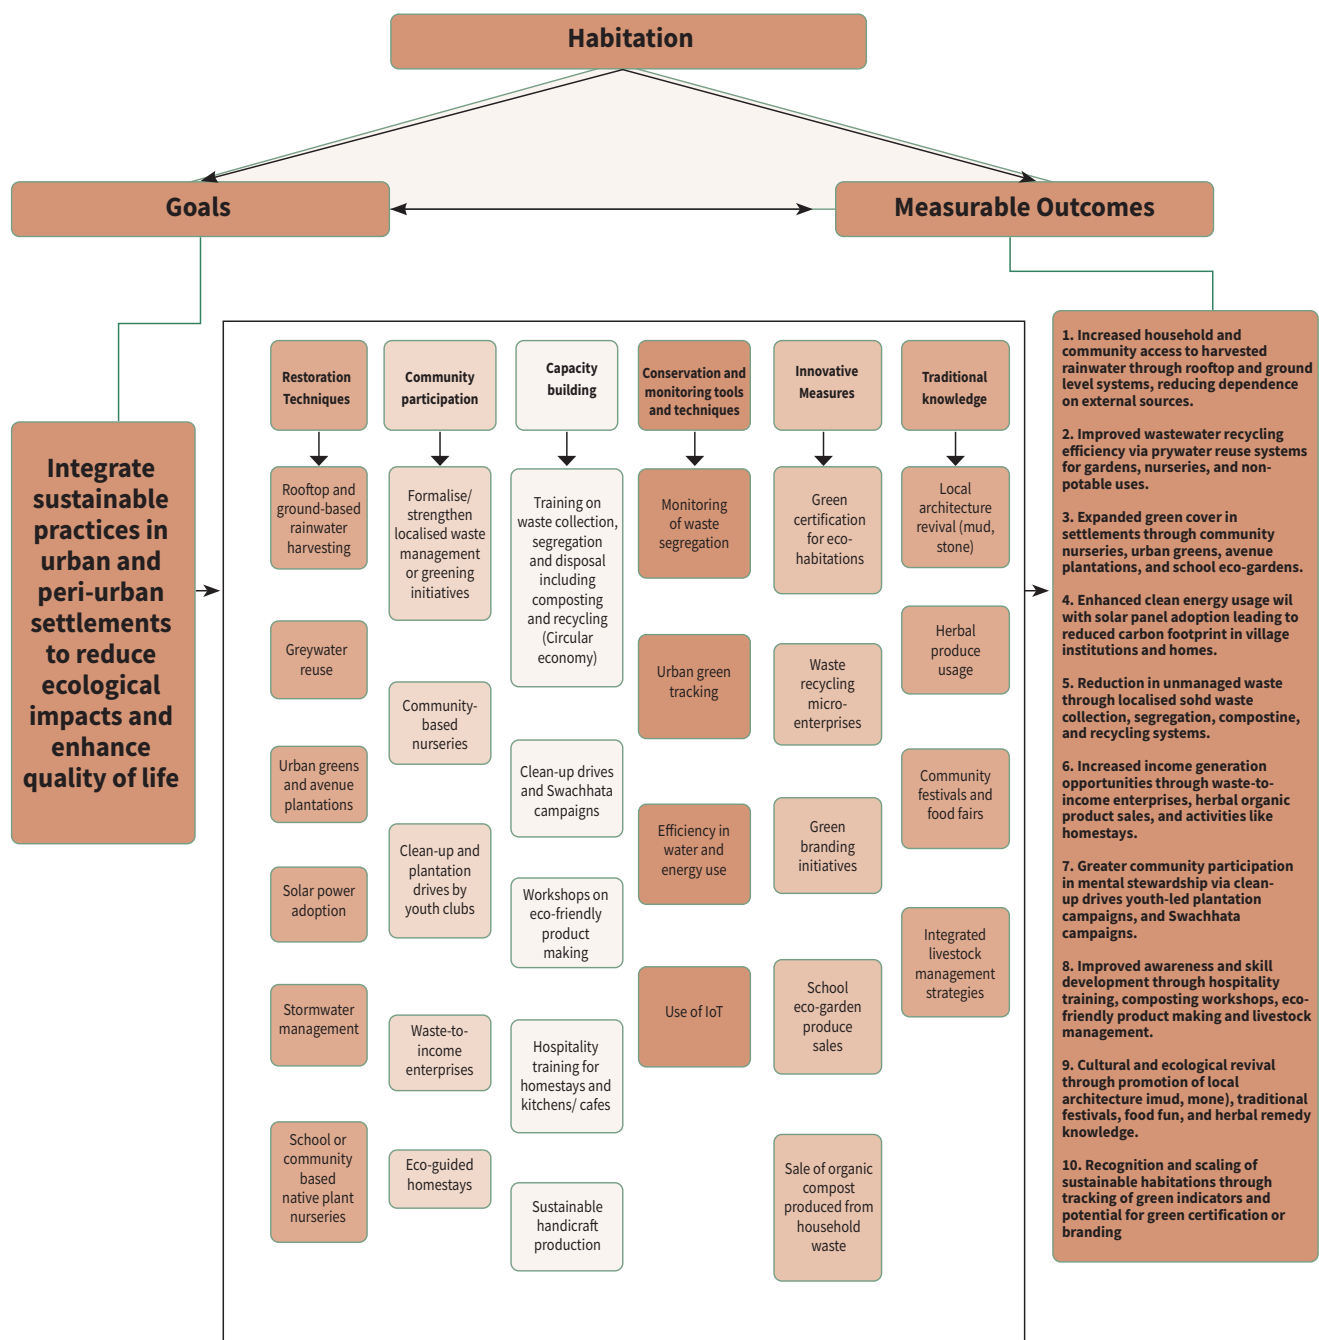 Habitation
Goals
Measurable Outcomes
Integrate
sustainable
practices in
urban and
peri-urban
settlements
to reduce
ecological
impacts and
enhance
quality of life
Restoration
Techniques
Rooftop and
ground-based
rainwater
harvesting
Greywater
reuse
Urban greens
and avenue
plantations
Solar power
adoption
Stormwater
management
School or
community
based
native plant
nurseries
Community
participation
Formalise/
strengthen
localised waste
management
or greening
initiatives
Community-
based
nurseries
Clean-up and
plantation
drives by
youth clubs
Waste-to-
income
enterprises
Eco-guided
homestays
Capacity
building
Training on
waste collection,
segregation
and disposal
including
composting
and recycling
(Circular
economy)
Clean-up drives
and Swachhata
campaigns
Workshops on
eco-friendly
product
making
Hospitality
training for
homestays and
kitchens/ cafes
Sustainable
handicraft
production
Conservation and
monitoring tools
and techniques
Monitoring
of waste
segregation
Urban green
tracking
Efficiency in
water and
energy use
Use of IoT
Innovative
Measures
Green
certification
for eco-
habitations
Waste
recycling
micro-
enterprises
Green
branding
initiatives
School
eco-garden
produce
sales
Sale of organic
compost
produced from
household
waste
Traditional
knowledge
Local
architecture
revival (mud,
stone)
Herbal
produce
usage
Community
festivals and
food fairs
Integrated
livestock
management
strategies
1. Increased household and
community access to harvested
rainwater through rooftop and ground
level systems, reducing dependence
on external sources.
2. Improved wastewater recycling
efficiency via prywater reuse systems
for gardens, nurseries, and non-
potable uses.
3. Expanded green cover in
settlements through community
nurseries, urban greens, avenue
plantations, and school eco-gardens.
4. Enhanced clean energy usage wil
with solar panel adoption leading to
reduced carbon footprint in village
institutions and homes.
5. Reduction in unmanaged waste
through localised sohd waste
collection, segregation, compostine,
and recycling systems.
6. Increased income generation
opportunities through waste-to-
income enterprises, herbal organic
product sales, and activities like
homestays.
7. Greater community participation
in mental stewardship via clean-
up drives youth-led plantation
campaigns, and Swachhata
campaigns.
8. Improved awareness and skill
development through hospitality
training, composting workshops, eco-
friendly product making and livestock
management.
9. Cultural and ecological revival
through promotion of local
architecture imud, mone), traditional
festivals, food fun, and herbal remedy
knowledge.
10. Recognition and scaling of
sustainable habitations through
tracking of green indicators and
potential for green certification or
branding